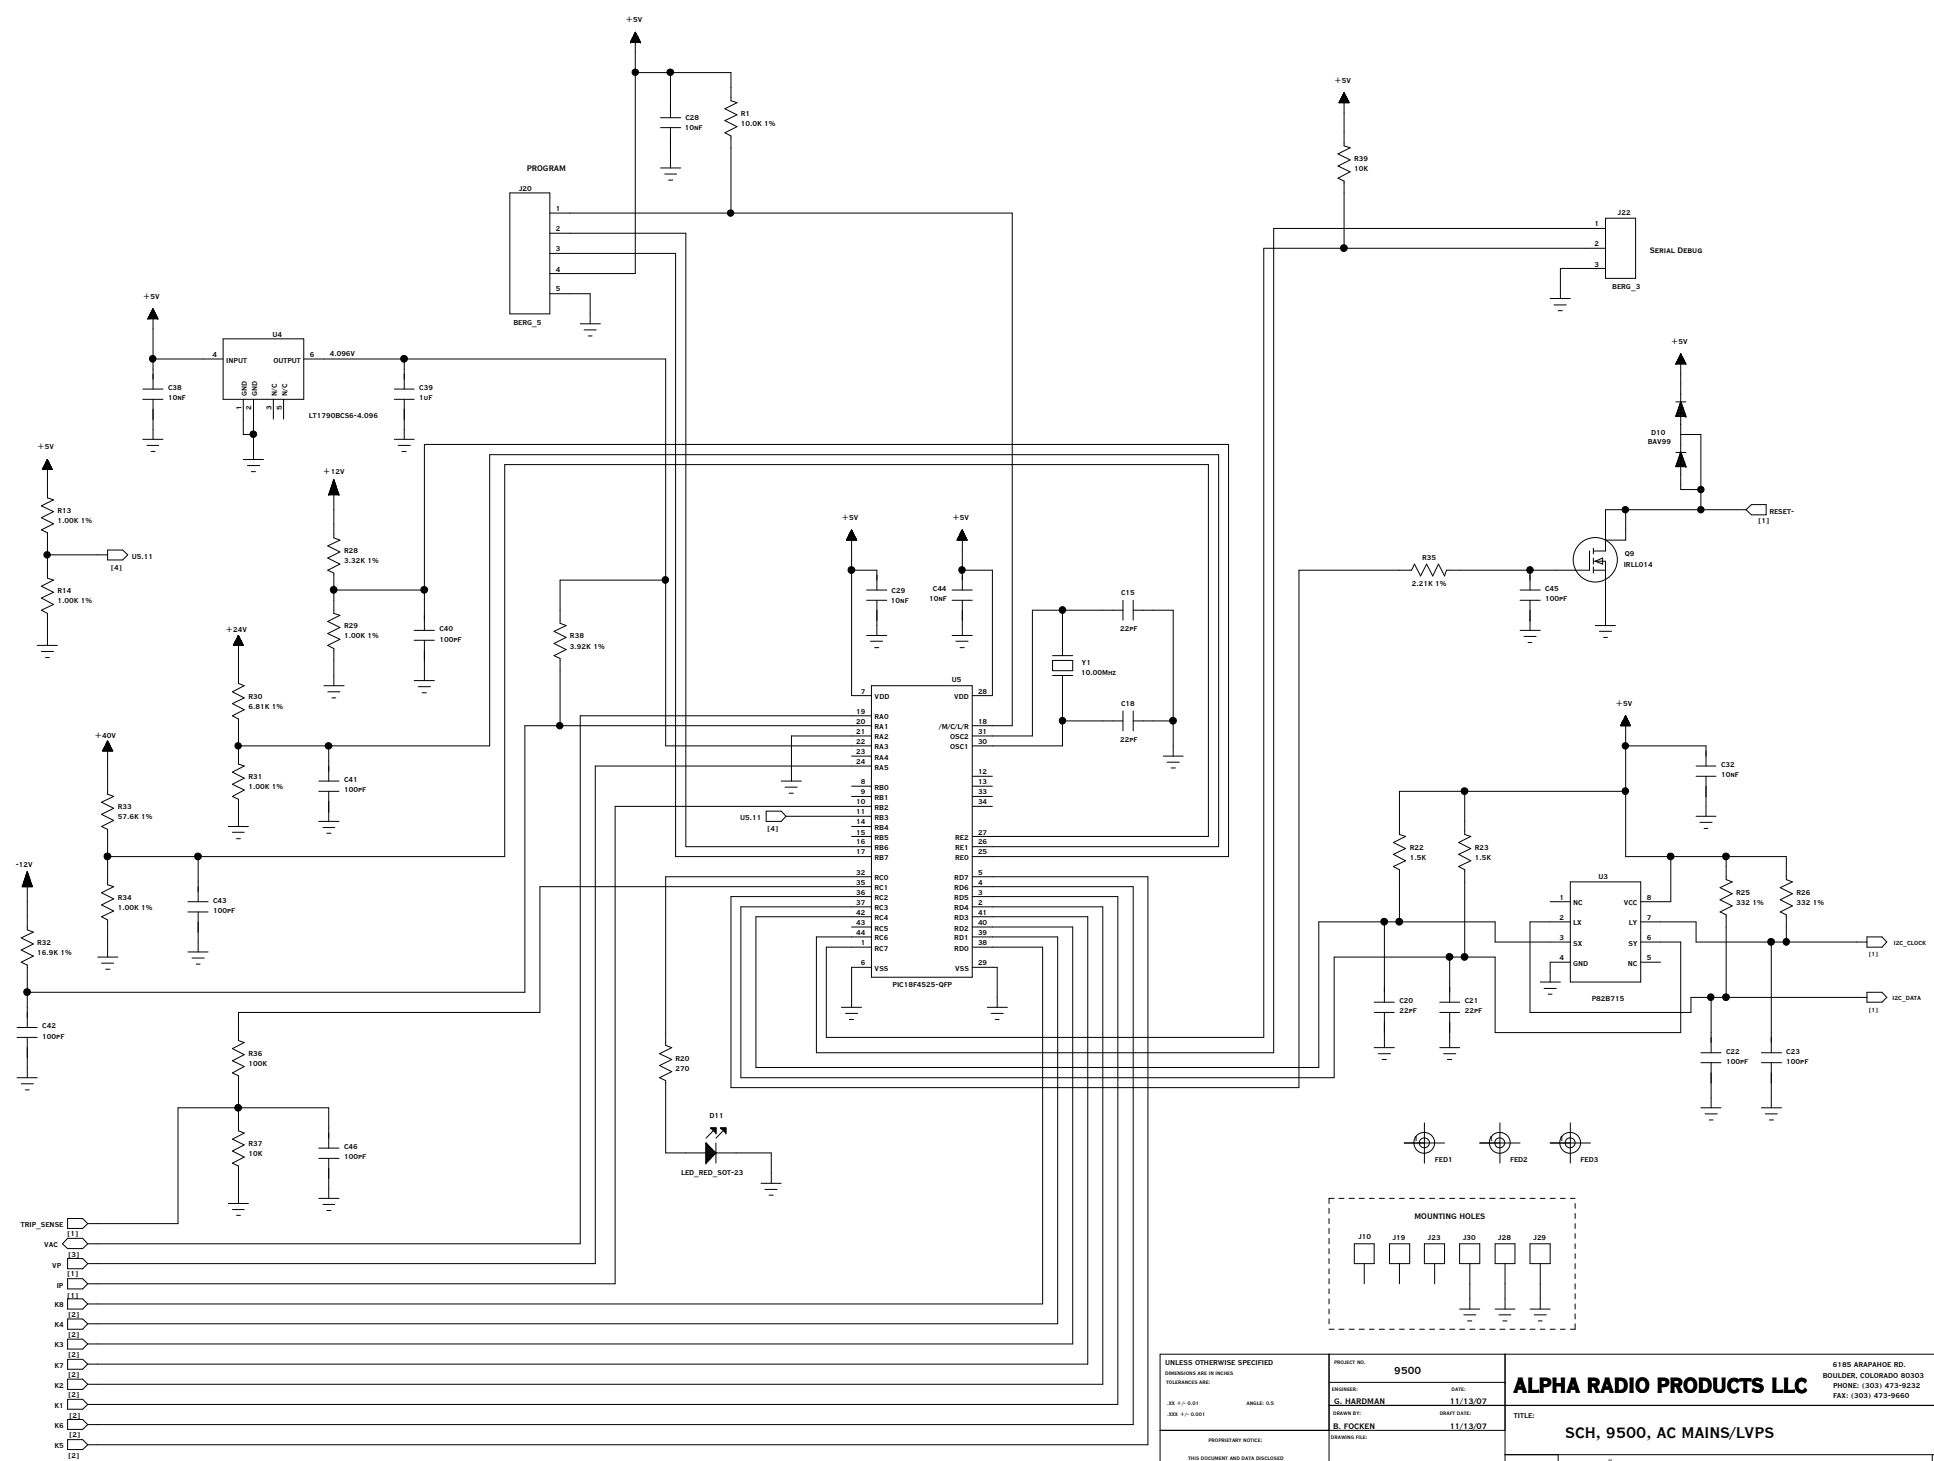 +5V
C28
10NF
R1
10.0K 1%
PROGRAM
J20
1
2
3
4
5
BERG_5
+5V
R39
10K
J22
1
2
3
SERIAL DEBUG
BERG_3
+5V
U4
4
INPUT
OUTPUT
6
4.096V
GND
GND
N/C
N/C
1
2
3
5
LT1790BCS6-4.096
C38
10NF
C39
1UF
+5V
D10
BAV99
RESET-
[1]
Q9
IRLL014
R35
2.21K 1%
C45
100PF
+5V
R13
1.00K 1%
U5.11
[4]
R14
1.00K 1%
+12V
R28
3.32K 1%
R29
1.00K 1%
C40
100PF
+24V
R30
6.81K 1%
R31
1.00K 1%
C41
100PF
R38
3.92K 1%
+5V
+5V
C29
10NF
C44
10NF
C15
22PF
Y1
10.00MHZ
C18
22PF
+40V
R33
57.6K 1%
R34
1.00K 1%
C43
100PF
-12V
R32
16.9K 1%
C42
100PF
U5
7 VDD
VDD 28
19 RA0
20 RA1
/M/C/L/R 18
21 RA2
OSC2 31
22 RA3
OSC1 30
23 RA4
24 RA5
12
8 RB0
13
9 RB1
33
10 RB2
34
11 RB3
14 RB4
15 RB5
RE2 27
16 RB6
RE1 26
17 RB7
RE0 25
32 RC0
RD7 5
35 RC1
RD6 4
36 RC2
RD5 3
37 RC3
RD4 2
42 RC4
RD3 41
43 RC5
RD2 40
44 RC6
RD1 39
1 RC7
RD0 38
6 VSS
VSS 29
PIC18F4525-QFP
U5.11
[4]
+5V
C32
10NF
R22
1.5K
R23
1.5K
U3
1 NC
VCC 8
2 LX
LY 7
3 SX
SY 6
4 GND
NC 5
P82B715
R25
332 1%
R26
332 1%
I2C_CLOCK
[1]
I2C_DATA
[1]
C20
22PF
C21
22PF
C22
100PF
C23
100PF
R36
100K
R37
10K
C46
100PF
R20
270
D11
LED_RED_SOT-23
FED1
FED2
FED3
MOUNTING HOLES
J10
J19
J23
J30
J28
J29
TRIP_SENSE
[1]
VAC
[3]
VP
[1]
IP
[1]
K8
[2]
K4
[2]
K3
[2]
K7
[2]
K2
[2]
K1
[2]
K6
[2]
K5
[2]
UNLESS OTHERWISE SPECIFIED
DIMENSIONS ARE IN INCHES
TOLERANCES ARE:
.XX +/- 0.01 ANGLE: 0.5
.XXX +/- 0.001
PROPRIETARY NOTICE:
THIS DOCUMENT AND DATA DISCLOSED
PROJECT NO.
9500
ENGINEER: DATE:
G. HARDMAN 11/13/07
DRAWN BY: DRAFT DATE:
B. FOCKEN 11/13/07
DRAWING FILE:
ALPHA RADIO PRODUCTS LLC
6185 ARAPAHOE RD.
BOULDER, COLORADO 80303
PHONE: (303) 473-9232
FAX: (303) 473-9660
TITLE:
SCH, 9500, AC MAINS/LVPS